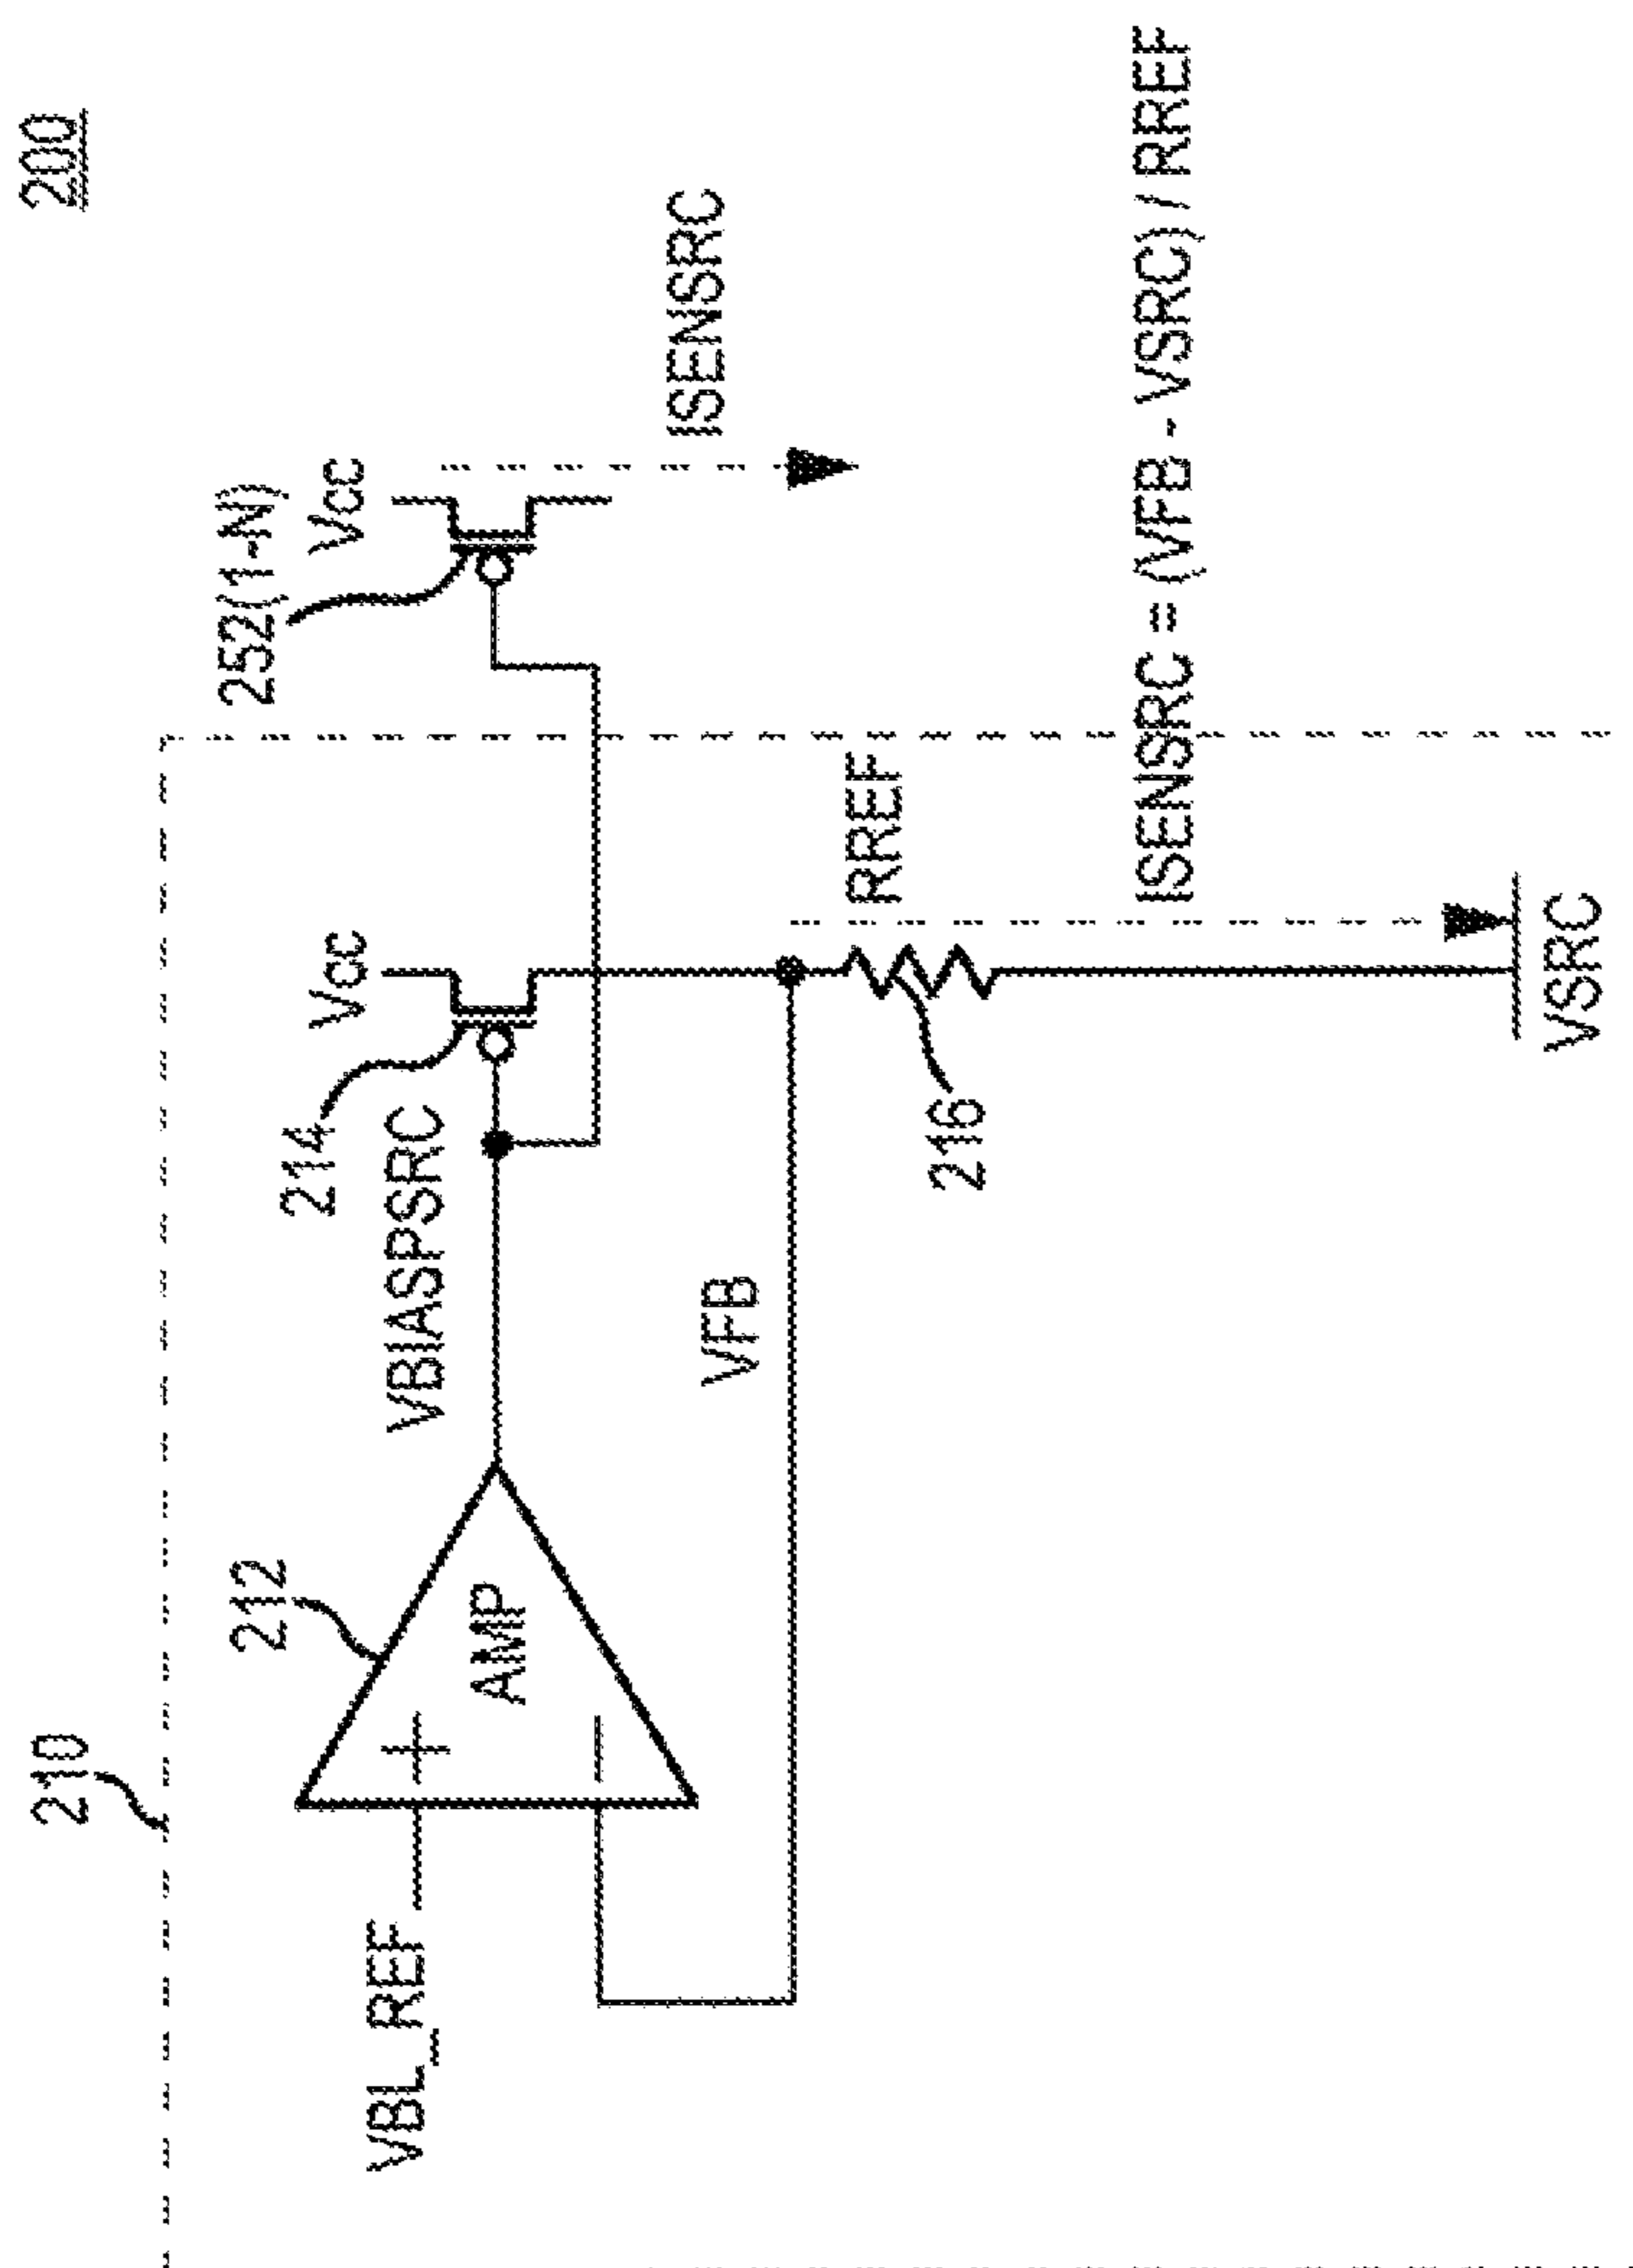 200
210
212
VBL_REF
+
AMP
-
VBIASPSRC
214
Vcc
252(1-N)
Vcc
ISENSRC
VFB
RREF
216
ISENSRC = (VFB - VSRC) / RREF
VSRC